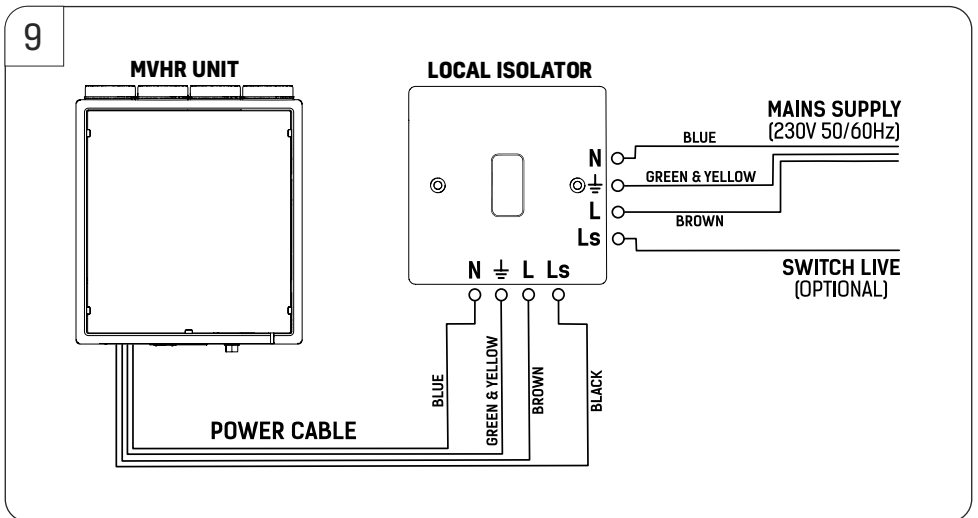 9
MVHR UNIT
LOCAL ISOLATOR
MAINS SUPPLY
(230V 50/60Hz)
BLUE
N
GREEN & YELLOW
L
BROWN
Ls
SWITCH LIVE
(OPTIONAL)
N L Ls
BLUE
GREEN & YELLOW
BROWN
BLACK
POWER CABLE